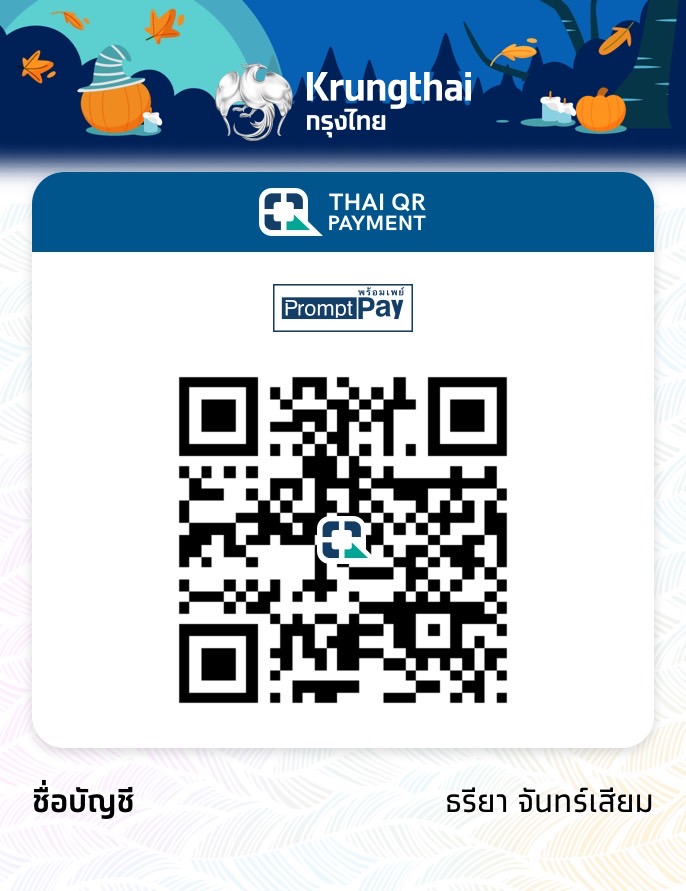 Krungthai
กรุงไทย
THAI QR
PAYMENT
พร้อมเพย์
PromptPay
ชื่อบัญชี ธรียา จันทร์เสียม